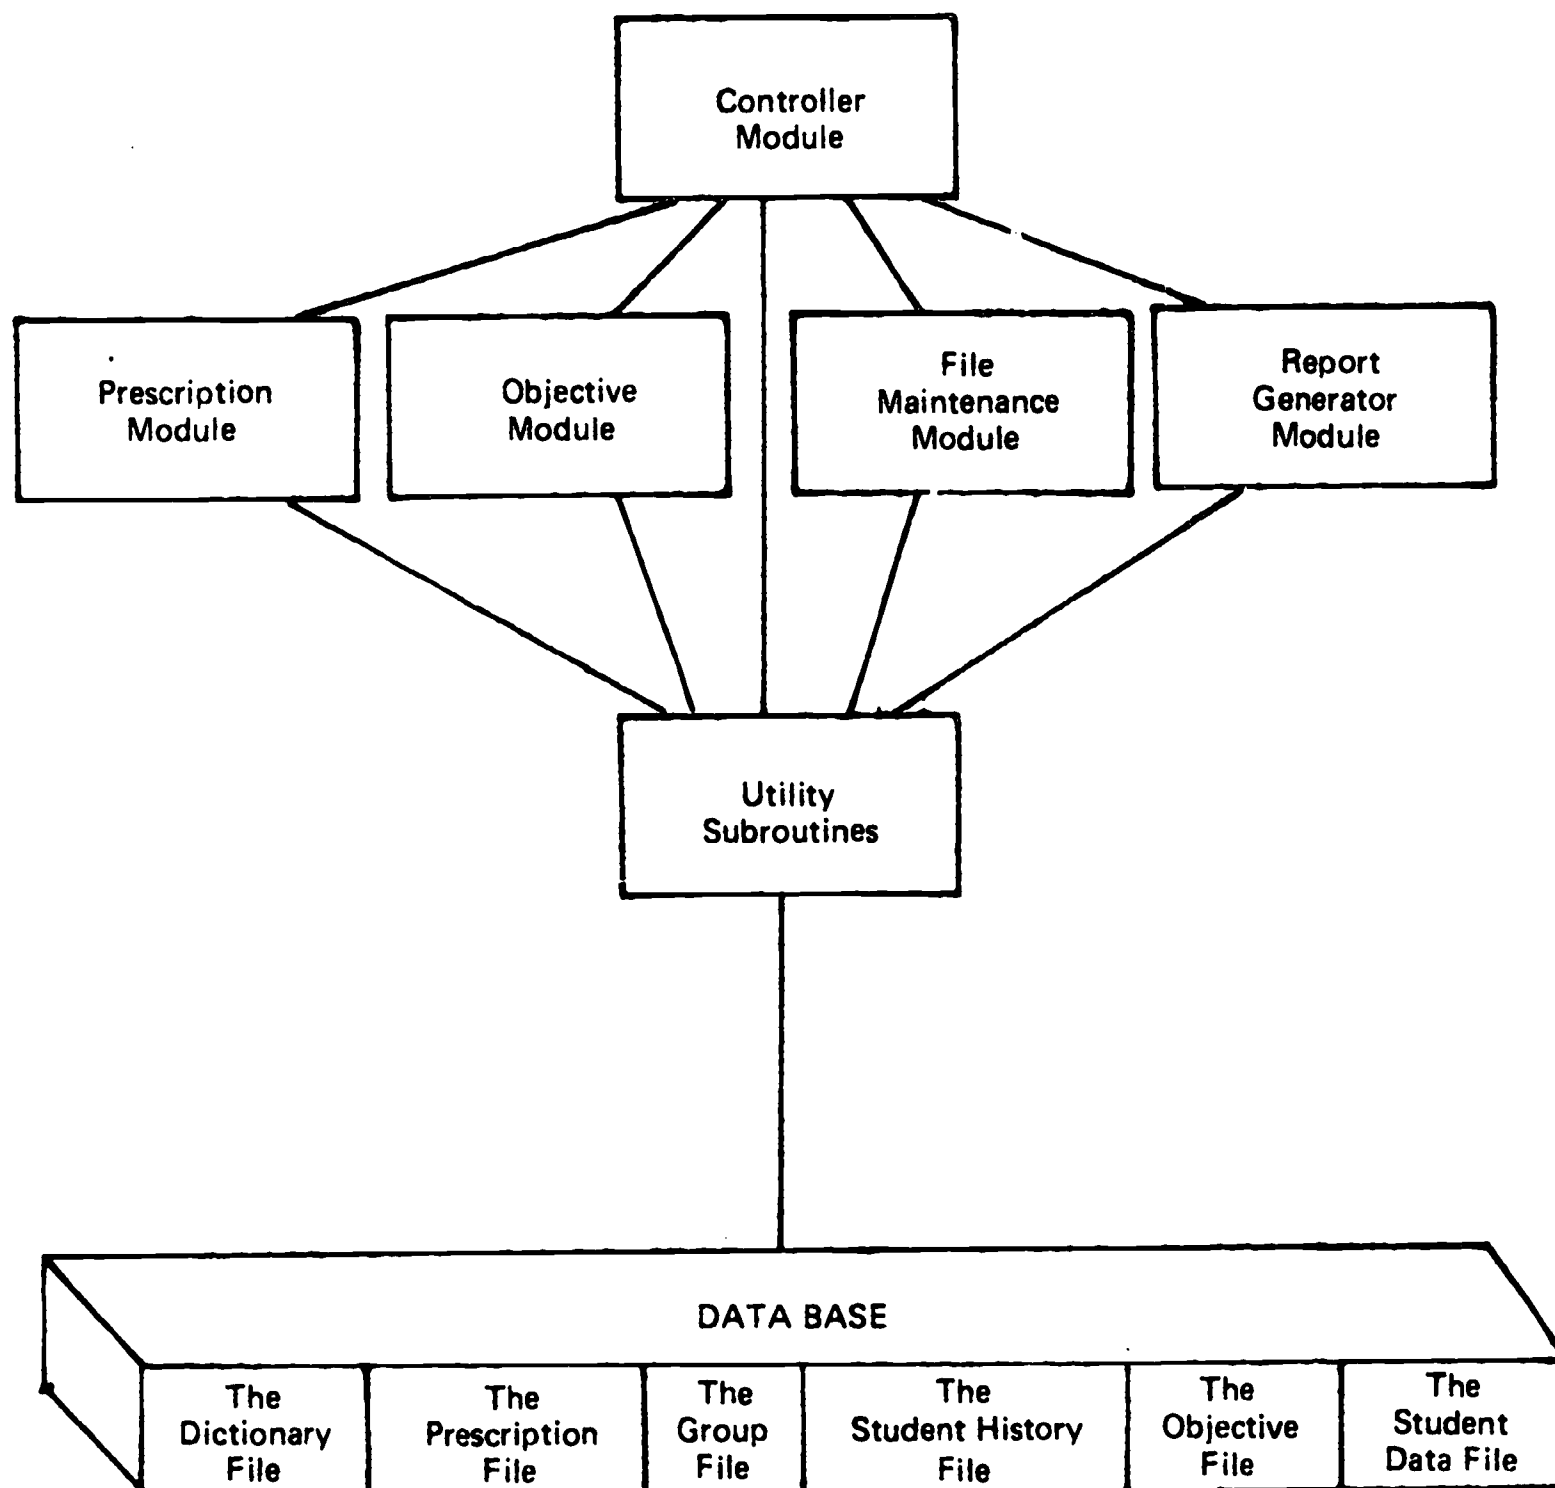 Controller
Module
Prescription
Module
Objective
Module
File
Maintenance
Module
Report
Generator
Module
Utility
Subroutines
DATA BASE
The
Dictionary
File
The
Prescription
File
The
Group
File
The
Student History
File
The
Objective
File
The
Student
Data File